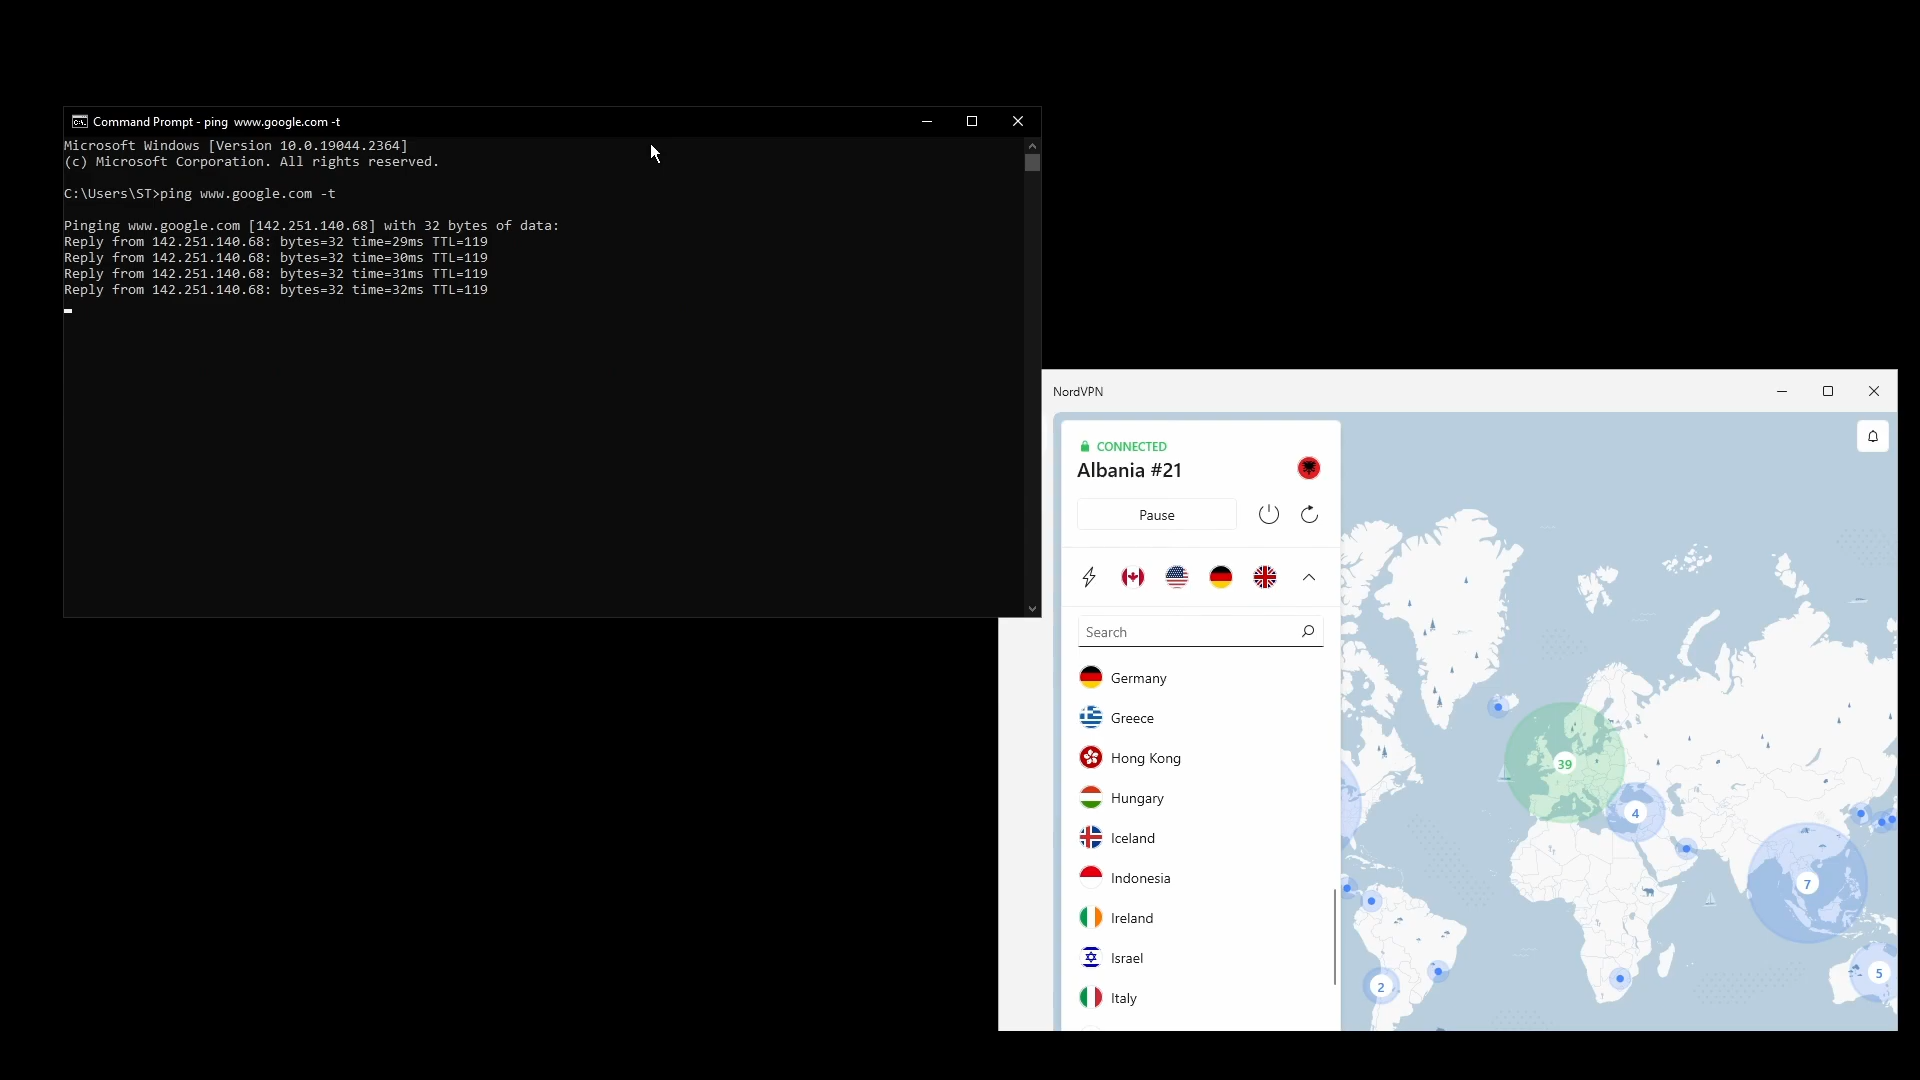 Command Prompt - ping  www.google.com -t
Microsoft Windows [Version 10.0.19044.2364]
(c) Microsoft Corporation. All rights reserved.
C:\Users\ST>ping www.google.com -t
Pinging www.google.com [142.251.140.68] with 32 bytes of data:
Reply from 142.251.140.68: bytes=32 time=29ms TTL=119
Reply from 142.251.140.68: bytes=32 time=30ms TTL=119
Reply from 142.251.140.68: bytes=32 time=31ms TTL=119
Reply from 142.251.140.68: bytes=32 time=32ms TTL=119
NordVPN
CONNECTED
Albania #21
Pause
Search
Germany
Greece
Hong Kong
Hungary
Iceland
Indonesia
Ireland
Israel
Italy
39
4
7
5
2